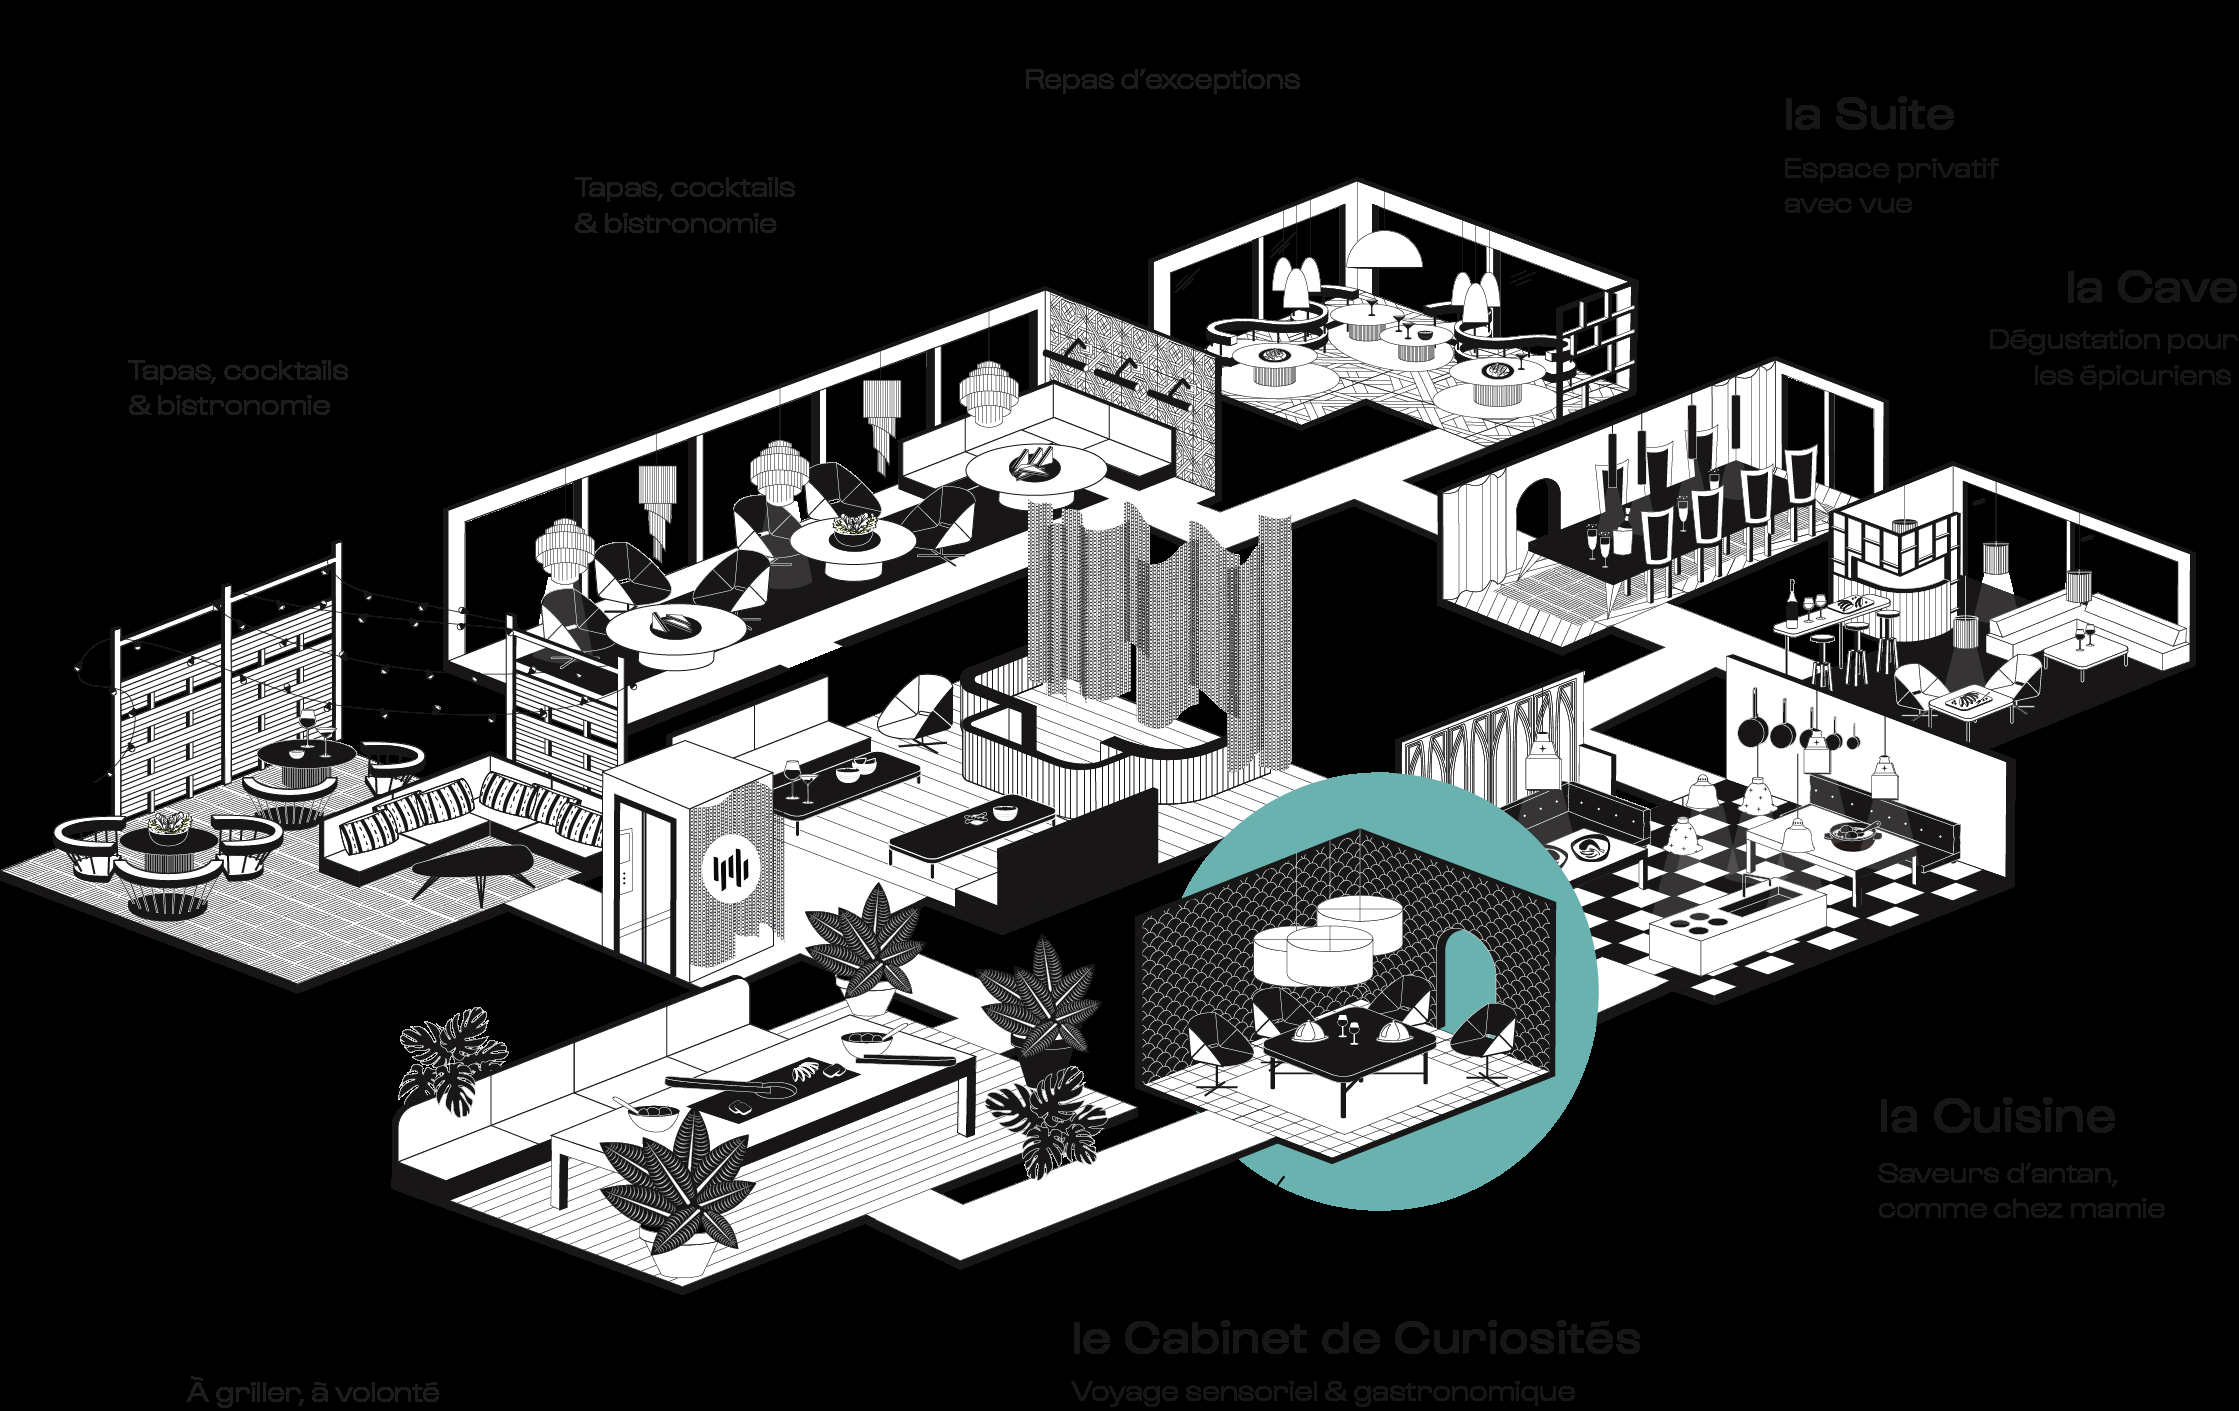 Repas d'exceptions
la Suite
Espace privatif
avec vue
Tapas, cocktails
& bistronomie
la Cave
Dégustation pour
les épicuriens
Tapas, cocktails
& bistronomie
la Cuisine
Saveurs d'antan,
comme chez mamie
le Cabinet de Curiosités
Voyage sensoriel & gastronomique
À griller, à volonté